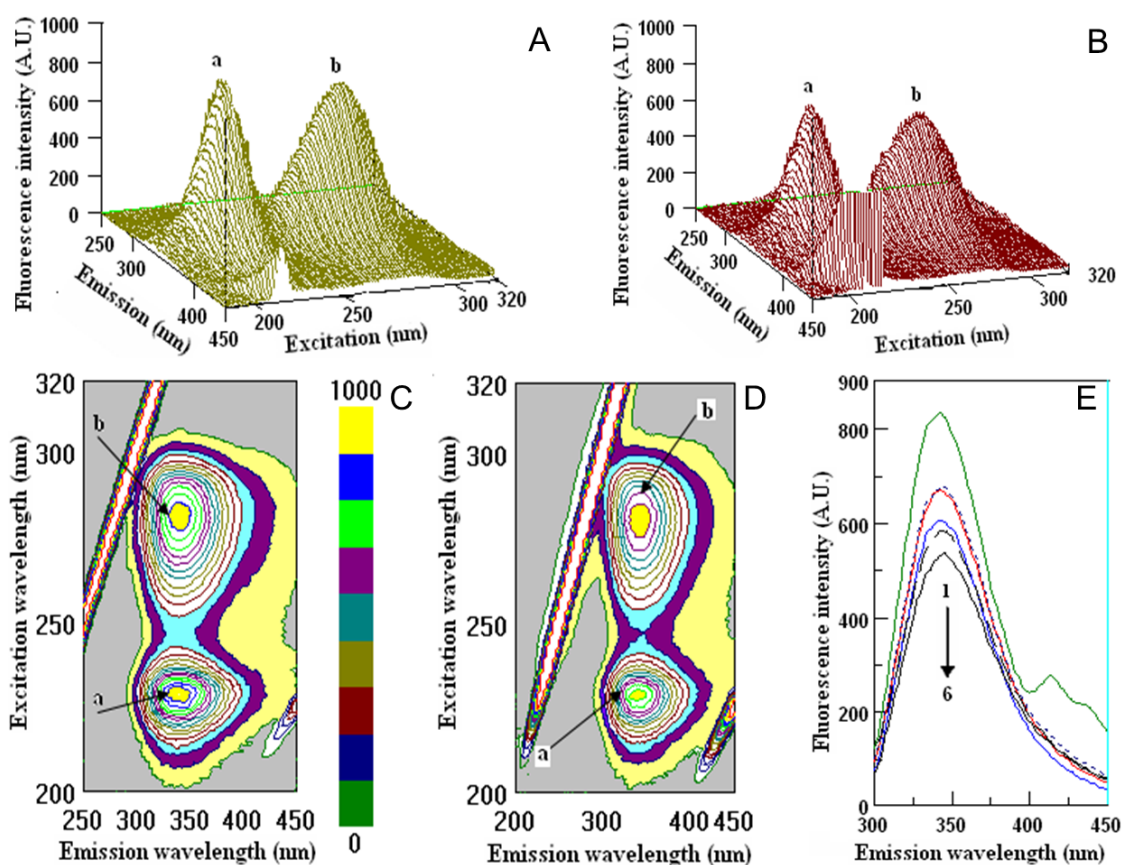 A
Fluorescence intensity (A.U.)
1000
800
600
400
200
0
a
b
250
300
400
450
Emission (nm)
200
250
300
320
Excitation (nm)
B
Fluorescence intensity (A.U.)
1000
800
600
400
200
0
a
b
250
300
400
450
Emission (nm)
200
250
300
320
Excitation (nm)
C
Excitation wavelength (nm)
320
300
250
200
b
a
250
300
350
400
450
Emission wavelength (nm)
1000
0
D
Excitation wavelength (nm)
320
300
250
200
b
a
200
300
400
450
Emission wavelength (nm)
E
Fluorescence intensity (A.U.)
900
800
600
400
200
0
1
6
300
350
400
450
Emission wavelength (nm)